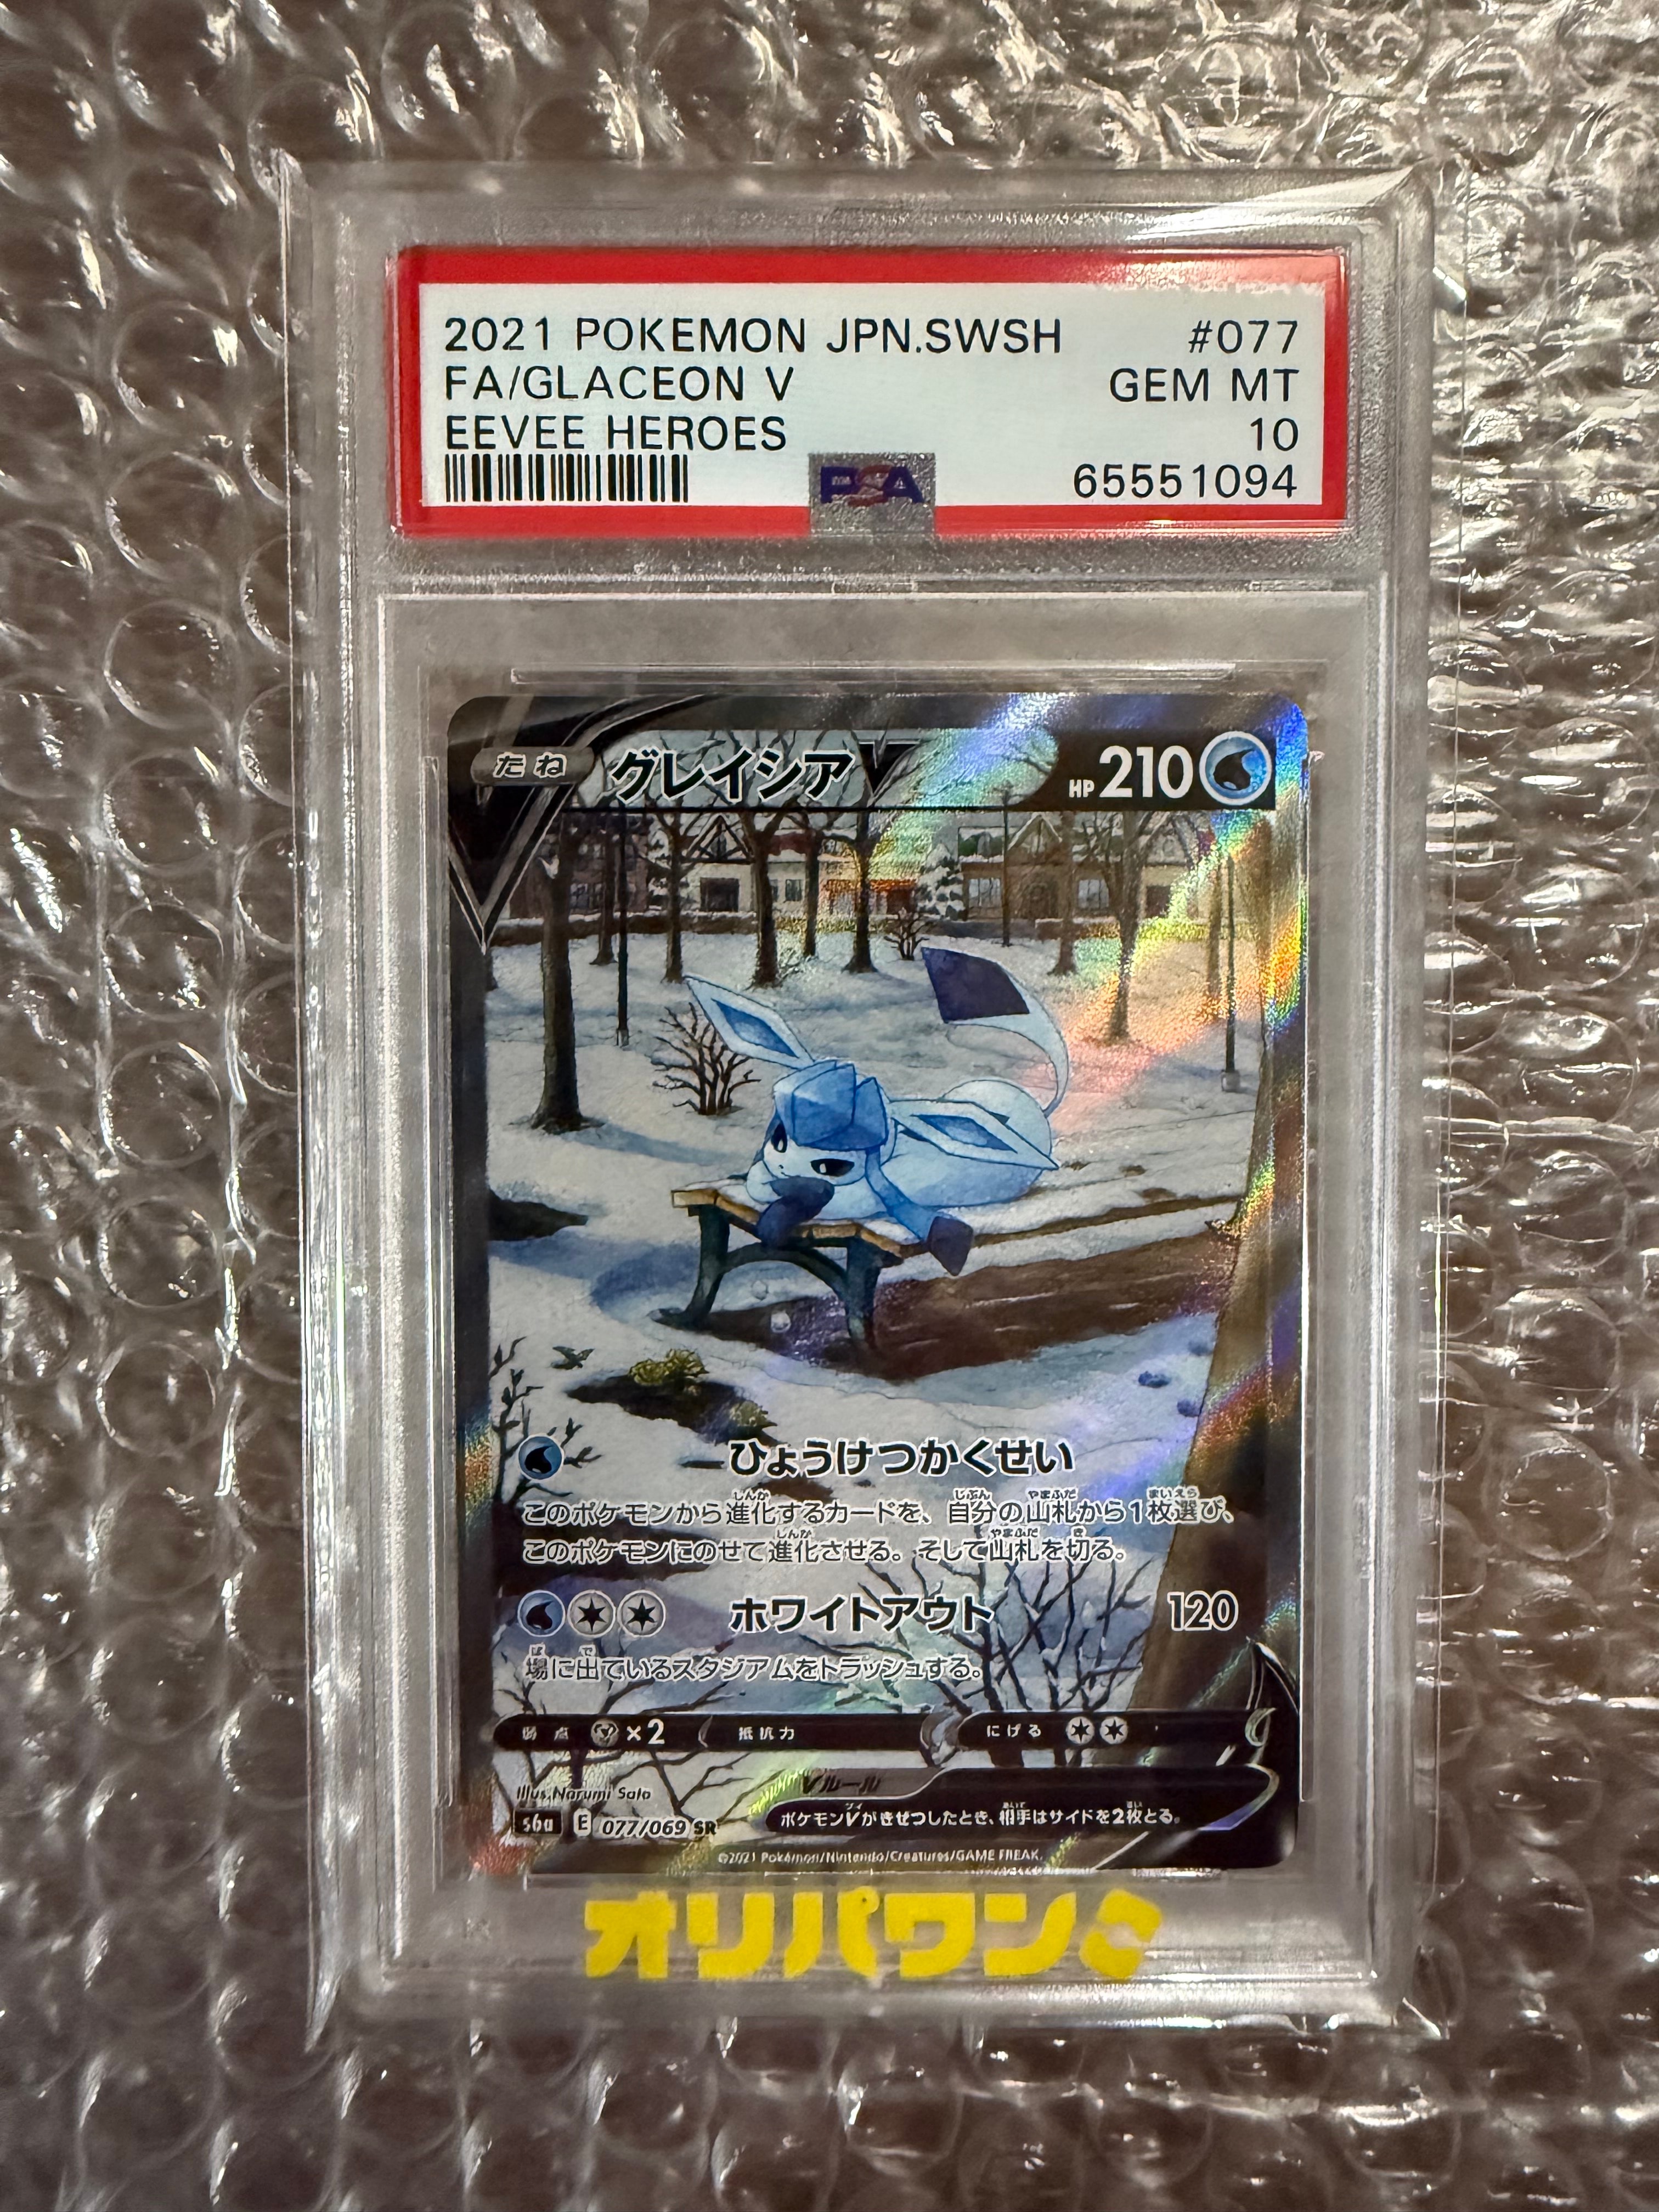 2021 POKEMON JPN.SWSH #077
FA/GLACEON V GEM MT
EEVEE HEROES 10
PSA 65551094
たね グレイシアV HP210
ひょうけつかくせい
このポケモンから進化するカードを、自分の山札から1枚選び、
このポケモンにのせて進化させる。そして山札を切る。
ホワイトアウト 120
場に出ているスタジアムをトラッシュする。
弱点 ×2 抵抗力 にげる
Illus. Narumi Sato
Vルール
s6a E 077/069 SR ポケモンVがきぜつしたとき、相手はサイドを2枚とる。
©2021 Pokémon/Nintendo/Creatures/GAME FREAK.
オリパワン